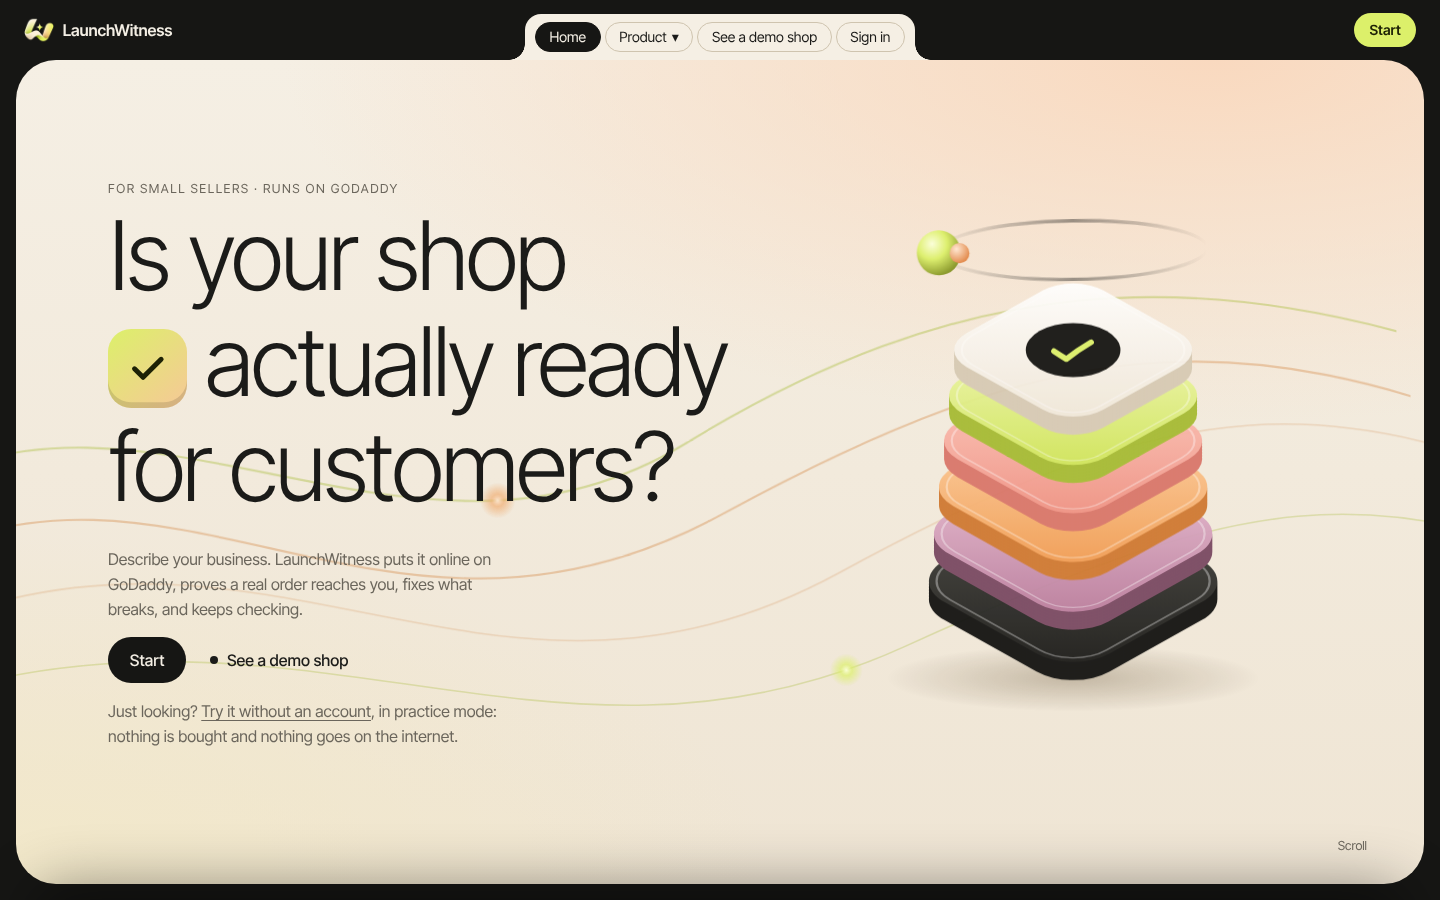 LaunchWitness
Home
Product ▾
See a demo shop
Sign in
Start
FOR SMALL SELLERS · RUNS ON GODADDY
Is your shop
actually ready
for customers?
Describe your business. LaunchWitness puts it online on
GoDaddy, proves a real order reaches you, fixes what
breaks, and keeps checking.
Start
See a demo shop
Just looking? Try it without an account, in practice mode:
nothing is bought and nothing goes on the internet.
Scroll